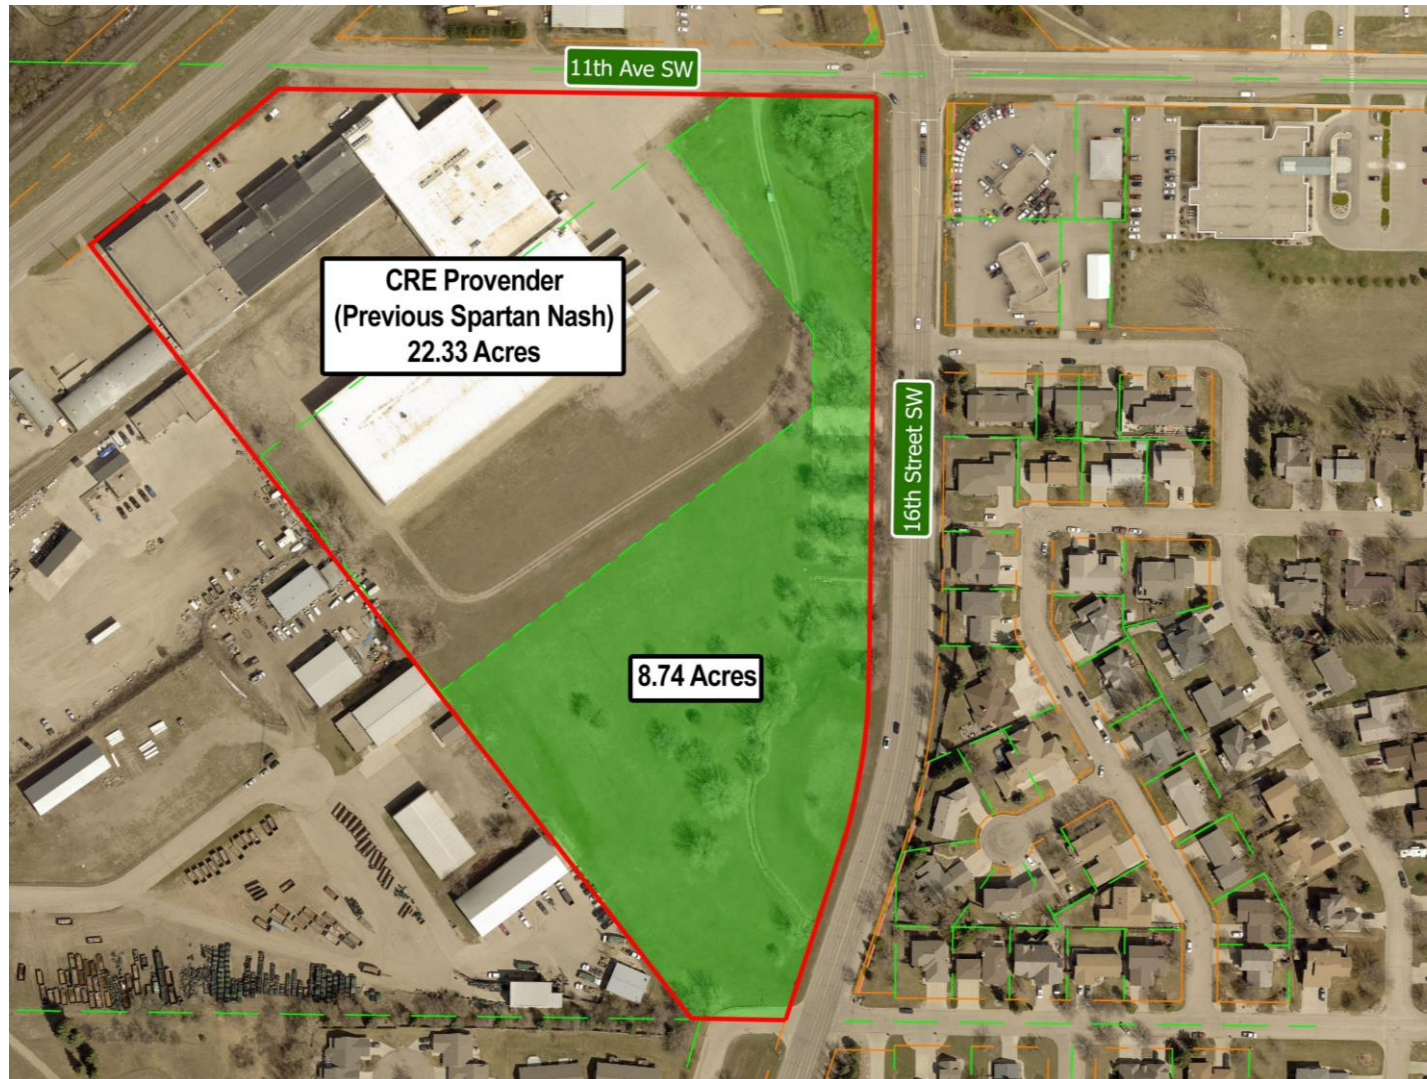 11th Ave SW
CRE Provender
(Previous Spartan Nash)
22.33 Acres
16th Street SW
8.74 Acres